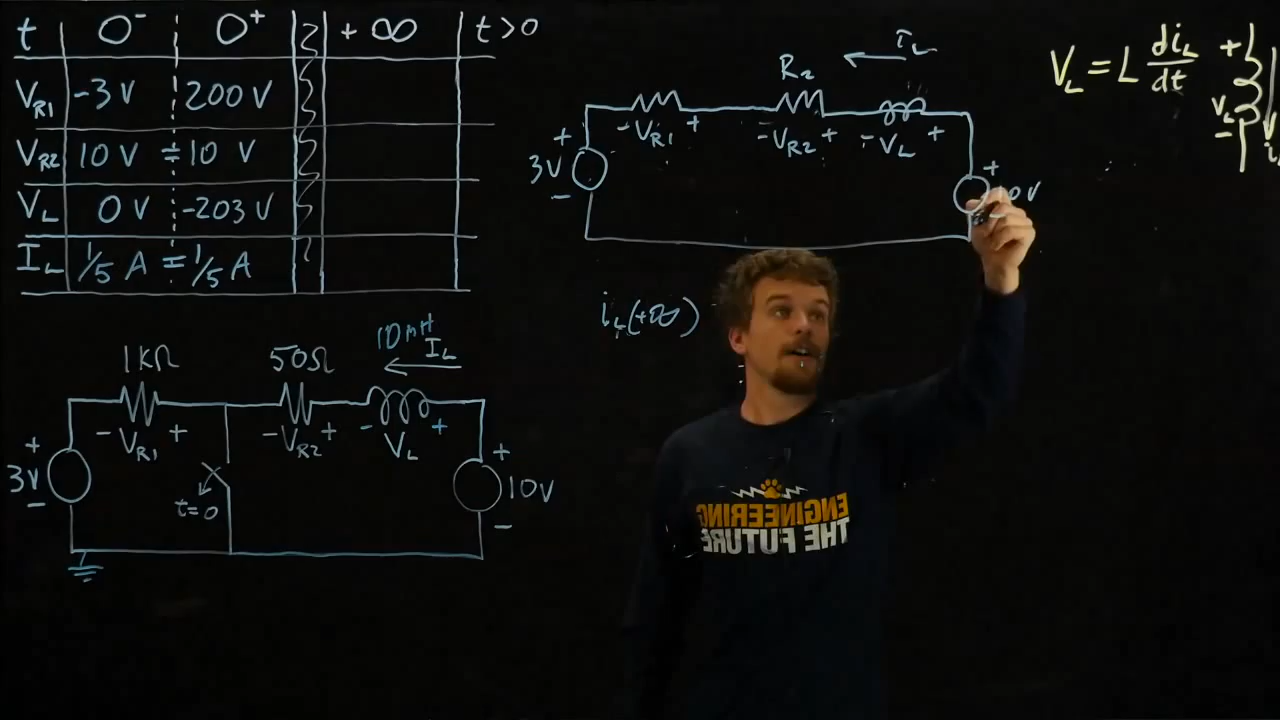 t 0⁻ 0⁺ +∞ t>0
V_R1 -3 V 200 V
V_R2 10 V = 10 V
V_L 0 V -203 V
I_L 1/5 A = 1/5 A
I_L
R₂
+ - V_R1 + - V_R2 + - V_L + +
3V
-
i_L(+∞)
V_L = L di_L/dt
+
V_L
-
10mH
1kΩ 50Ω I_L
+ - V_R1 + - V_R2 + - V_L + +
3V 10V
- t=0 -
ENGINEERING
THE FUTURE